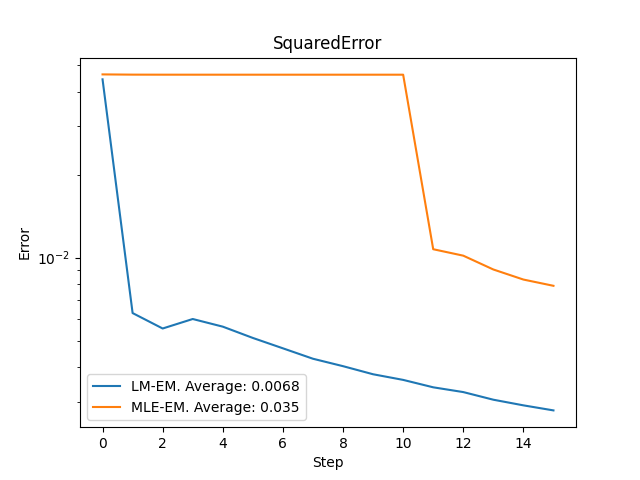 SquaredError
Error
10⁻²
LM-EM. Average: 0.0068
MLE-EM. Average: 0.035
0 2 4 6 8 10 12 14
Step